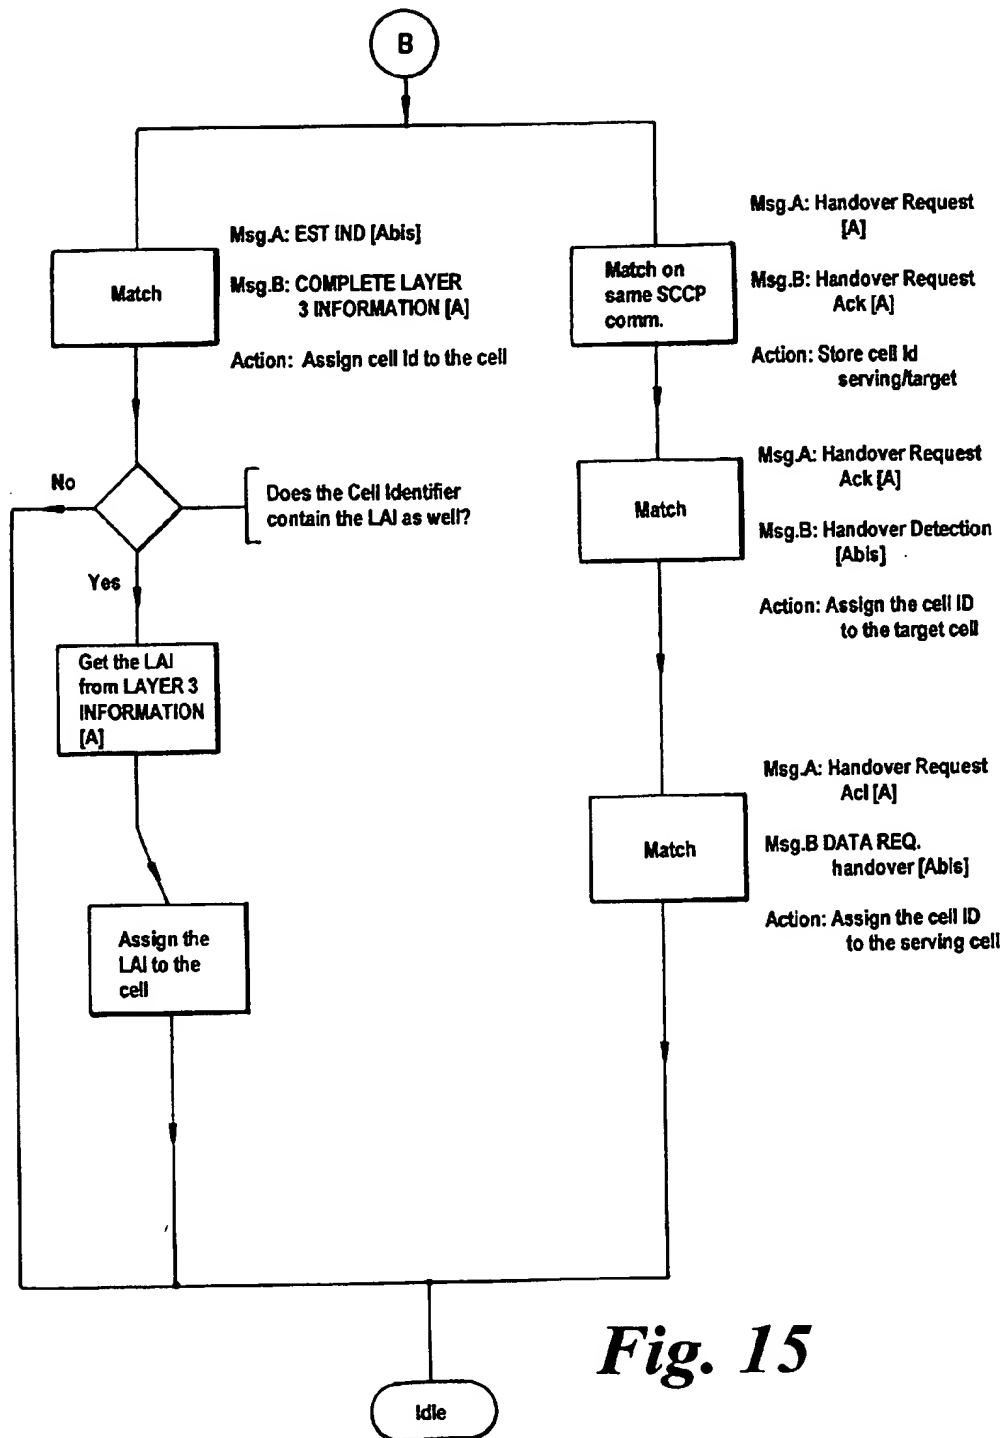 B
Match
Msg.A: EST IND [Abis]
Msg.B: COMPLETE LAYER
3 INFORMATION [A]
Action: Assign cell Id to the cell
No
Does the Cell Identifier
contain the LAI as well?
Yes
Get the LAI
from LAYER 3
INFORMATION
[A]
Assign the
LAI to the
cell
Match on
same SCCP
comm.
Msg.A: Handover Request
[A]
Msg.B: Handover Request
Ack [A]
Action: Store cell Id
serving/target
Match
Msg.A: Handover Request
Ack [A]
Msg.B: Handover Detection
[Abis]
Action: Assign the cell ID
to the target cell
Match
Msg.A: Handover Request
Acl [A]
Msg.B DATA REQ.
handover [Abis]
Action: Assign the cell ID
to the serving cell
Idle
Fig. 15